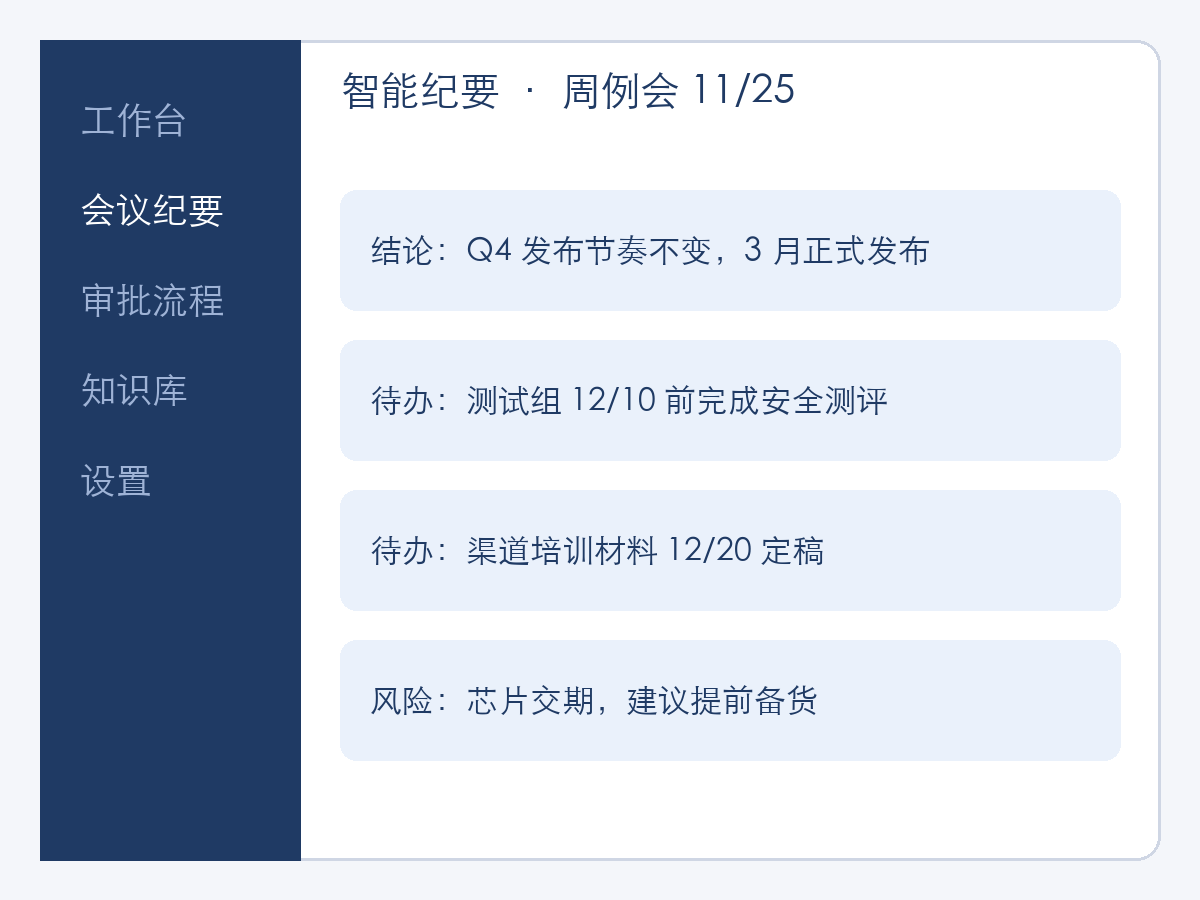 工作台
会议纪要
审批流程
知识库
设置
智能纪要 · 周例会 11/25
结论：Q4 发布节奏不变，3 月正式发布
待办：测试组 12/10 前完成安全测评
待办：渠道培训材料 12/20 定稿
风险：芯片交期，建议提前备货